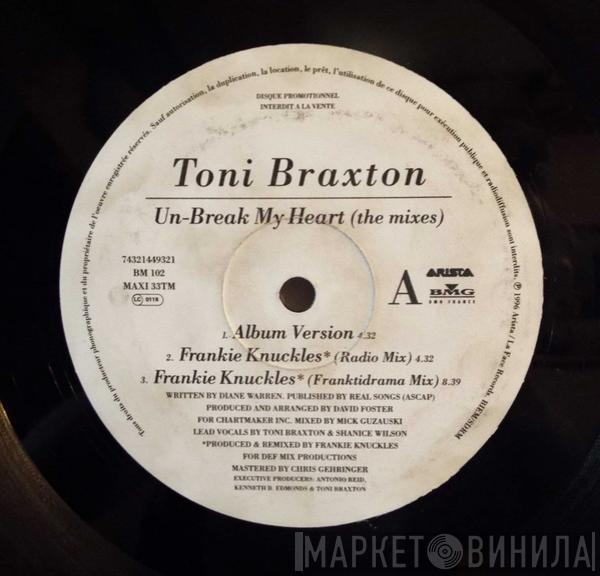 Tous droits du producteur phonographique et du propriétaire de l'oeuvre enregistrée réservés. Sauf autorisation, la duplication, la location, le prêt, l'utilisation de ce disque pour exécution publique et radiodiffusion sont interdits. ℗ 1996 Arista / La Face Records. BIEM/SDRM
DISQUE PROMOTIONNEL
INTERDIT A LA VENTE
Toni Braxton
Un-Break My Heart (the mixes)
74321449321
BM 102
MAXI 33TM
LC 0116
A
ARISTA
BMG
BMG FRANCE
1. Album Version 4.32
2. Frankie Knuckles* (Radio Mix) 4.32
3. Frankie Knuckles* (Franktidrama Mix) 8.39
WRITTEN BY DIANE WARREN. PUBLISHED BY REAL SONGS (ASCAP)
PRODUCED AND ARRANGED BY DAVID FOSTER
FOR CHARTMAKER INC. MIXED BY MICK GUZAUSKI
LEAD VOCALS BY TONI BRAXTON & SHANICE WILSON
*PRODUCED & REMIXED BY FRANKIE KNUCKLES
FOR DEF MIX PRODUCTIONS
MASTERED BY CHRIS GEHRINGER
EXECUTIVE PRODUCERS: ANTONIO REID,
KENNETH B. EDMONDS & TONI BRAXTON
МАРКЕТ ВИНИЛА